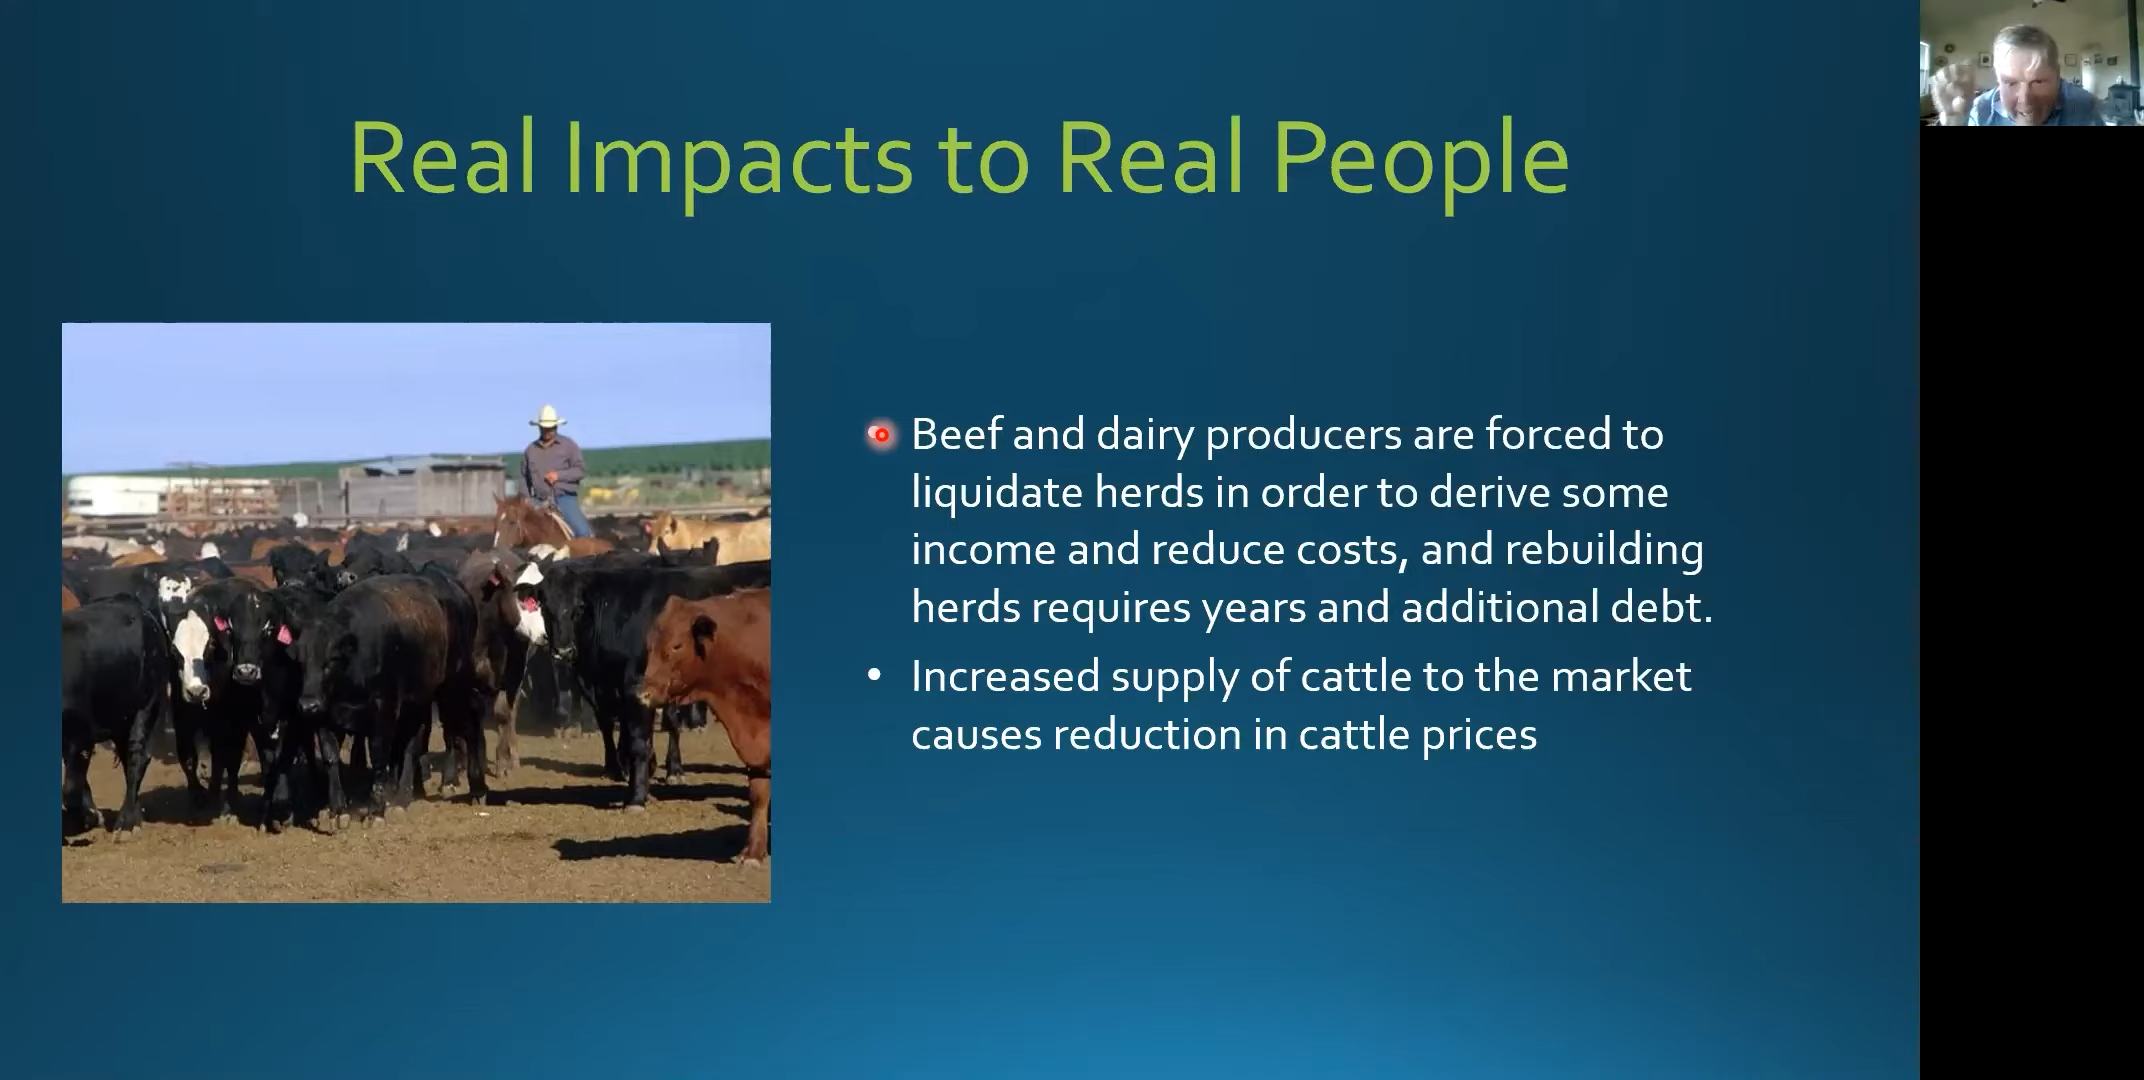 Real Impacts to Real People
• Beef and dairy producers are forced to
liquidate herds in order to derive some
income and reduce costs, and rebuilding
herds requires years and additional debt.
• Increased supply of cattle to the market
causes reduction in cattle prices